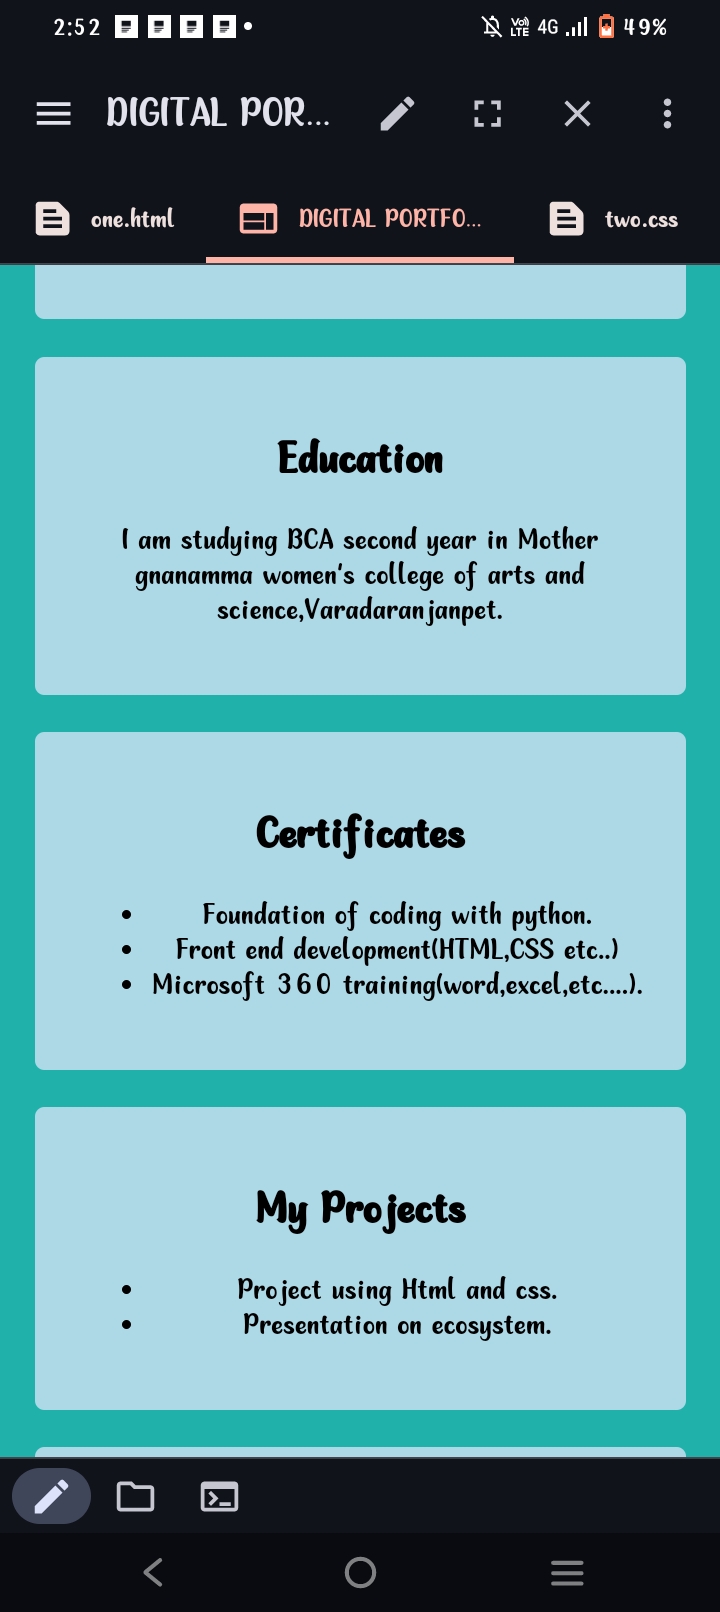 2:52 VoLTE 4G 49%
DIGITAL POR...
one.html DIGITAL PORTFO... two.css
Education
I am studying BCA second year in Mother
gnanamma women's college of arts and
science,Varadaranjanpet.
Certificates
• Foundation of coding with python.
• Front end development(HTML,CSS etc..)
• Microsoft 360 training(word,excel,etc....).
My Projects
• Project using Html and css.
• Presentation on ecosystem.